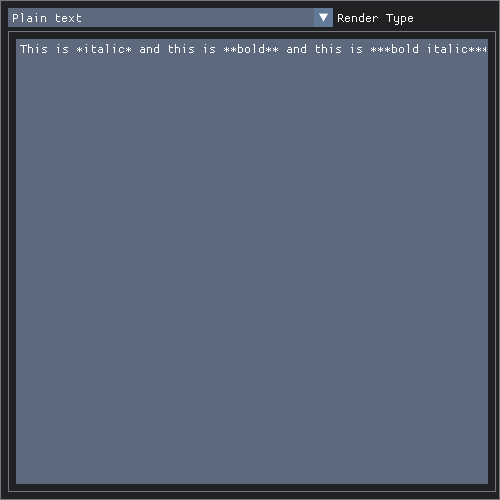 Plain text
Render Type
This is *italic* and this is **bold** and this is ***bold italic***